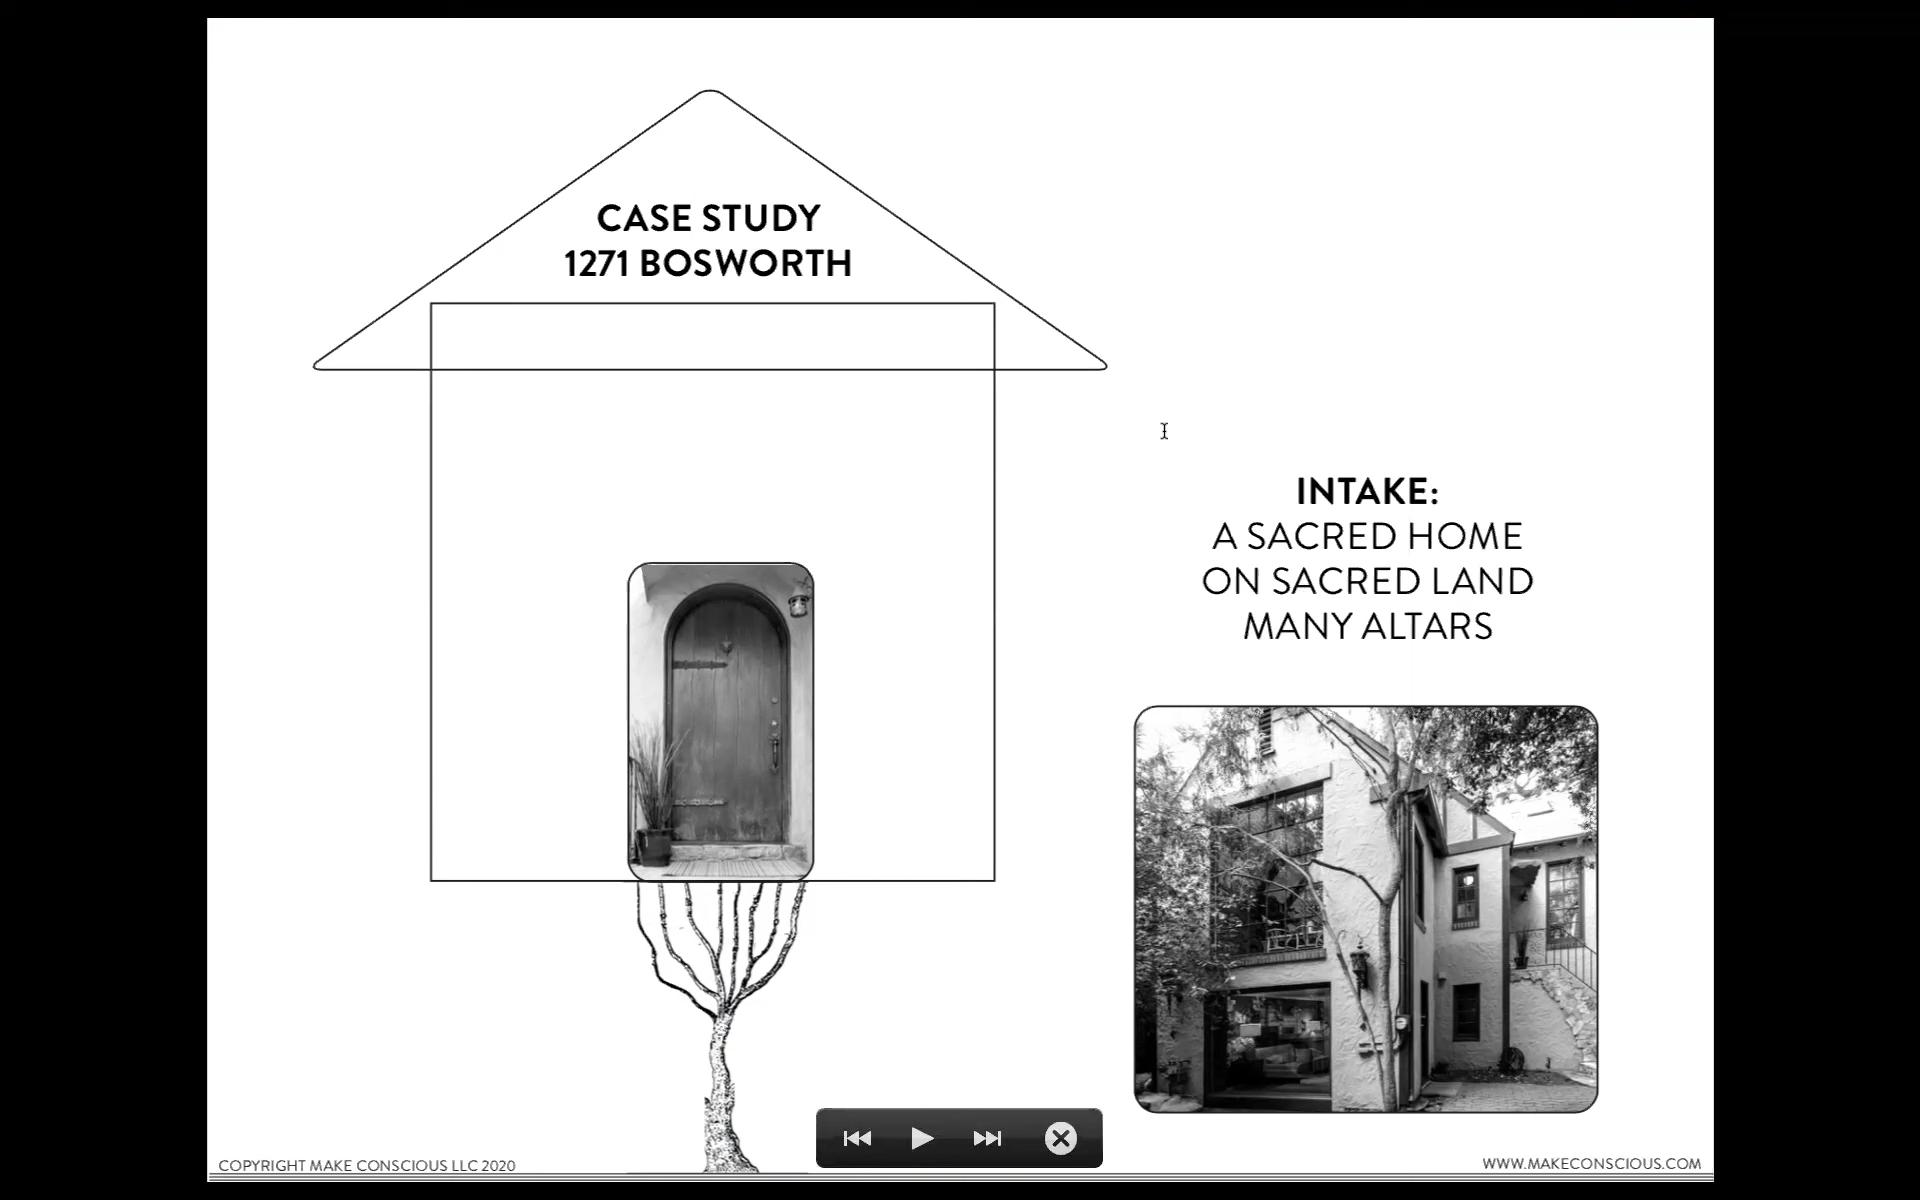 CASE STUDY
1271 BOSWORTH
INTAKE:
A SACRED HOME
ON SACRED LAND
MANY ALTARS
COPYRIGHT MAKE CONSCIOUS LLC 2020
WWW.MAKECONSCIOUS.COM